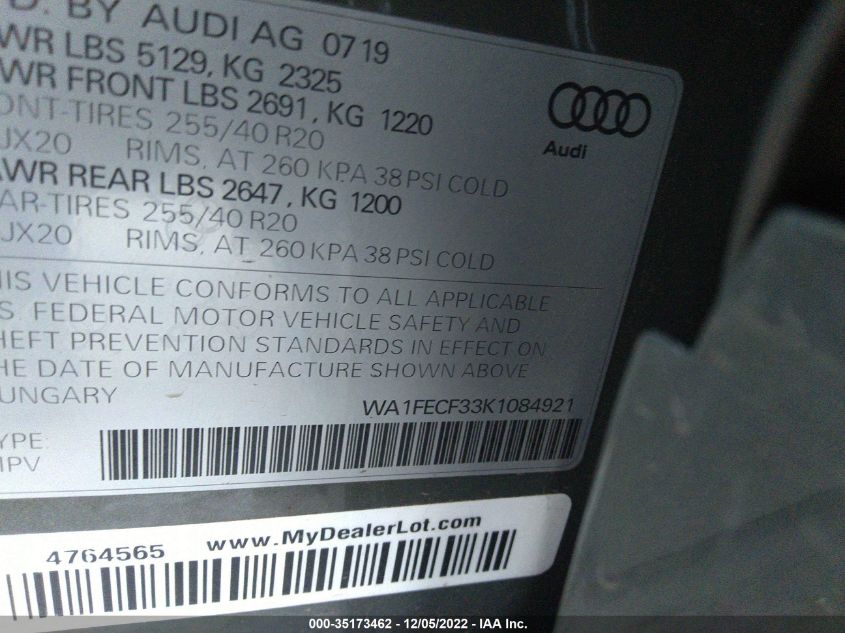 D. BY AUDI AG 0719
WR LBS 5129, KG 2325
WR FRONT LBS 2691, KG 1220
ONT-TIRES 255/40 R20
JX20 RIMS, AT 260 KPA 38 PSI COLD
AWR REAR LBS 2647, KG 1200
AR-TIRES 255/40 R20
JX20 RIMS, AT 260 KPA 38 PSI COLD
Audi
HIS VEHICLE CONFORMS TO ALL APPLICABLE
S. FEDERAL MOTOR VEHICLE SAFETY AND
HEFT PREVENTION STANDARDS IN EFFECT ON
HE DATE OF MANUFACTURE SHOWN ABOVE
UNGARY
WA1FECF33K1084921
YPE:
MPV
4764565 www.MyDealerLot.com
000-35173462 - 12/05/2022 - IAA Inc.